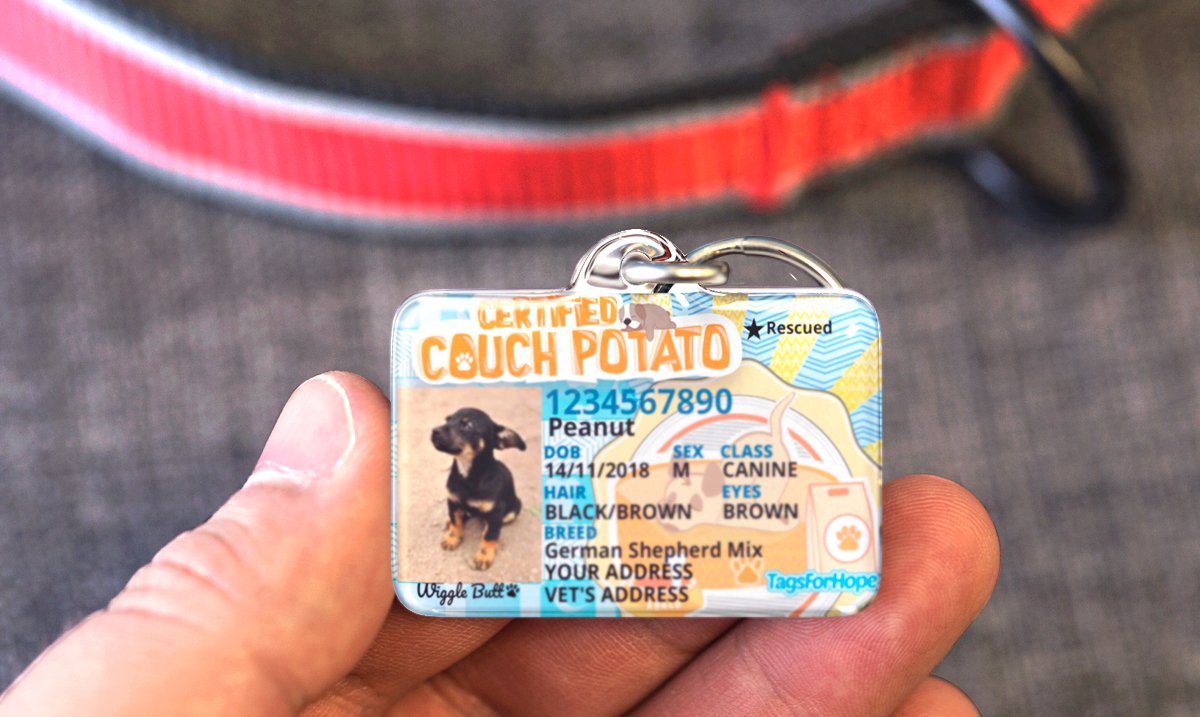 CERTIFIED
COUCH POTATO
★Rescued
1234567890
Peanut
DOB SEX CLASS
14/11/2018 M CANINE
HAIR EYES
BLACK/BROWN BROWN
BREED
German Shepherd Mix
YOUR ADDRESS
VET'S ADDRESS
Wiggle Butt
TagsForHope